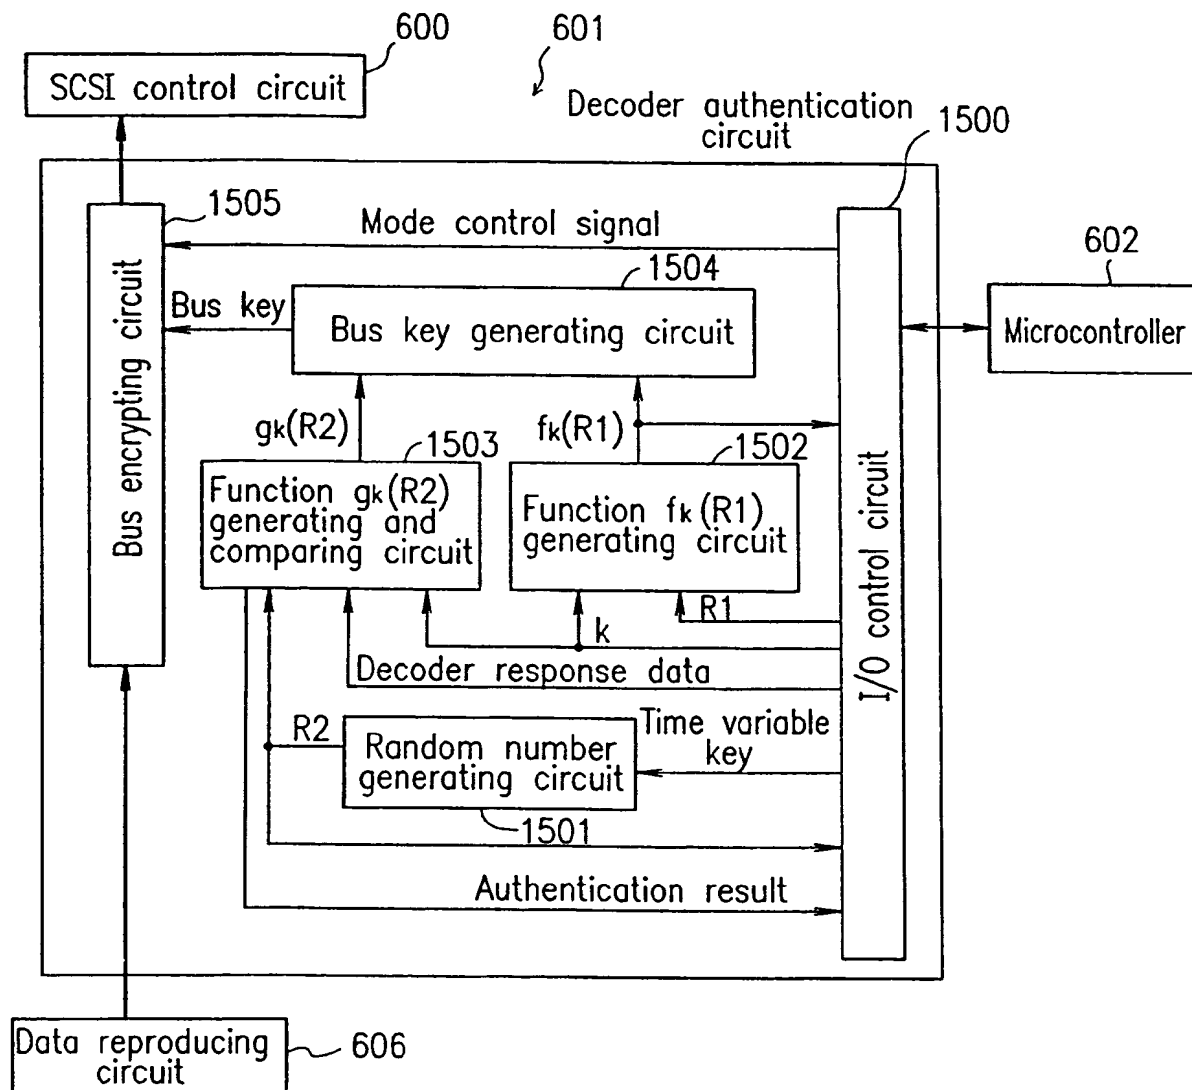 600
SCSI control circuit
601
Decoder authentication
circuit
1500
1505
Mode control signal
602
Microcontroller
1504
Bus key
Bus key generating circuit
Bus encrypting circuit
gk(R2)
fk(R1)
1503
1502
Function gk(R2)
generating and
comparing circuit
Function fk(R1)
generating circuit
I/O control circuit
R1
k
Decoder response data
R2
Random number
generating circuit
Time variable
key
1501
Authentication result
Data reproducing
circuit
606